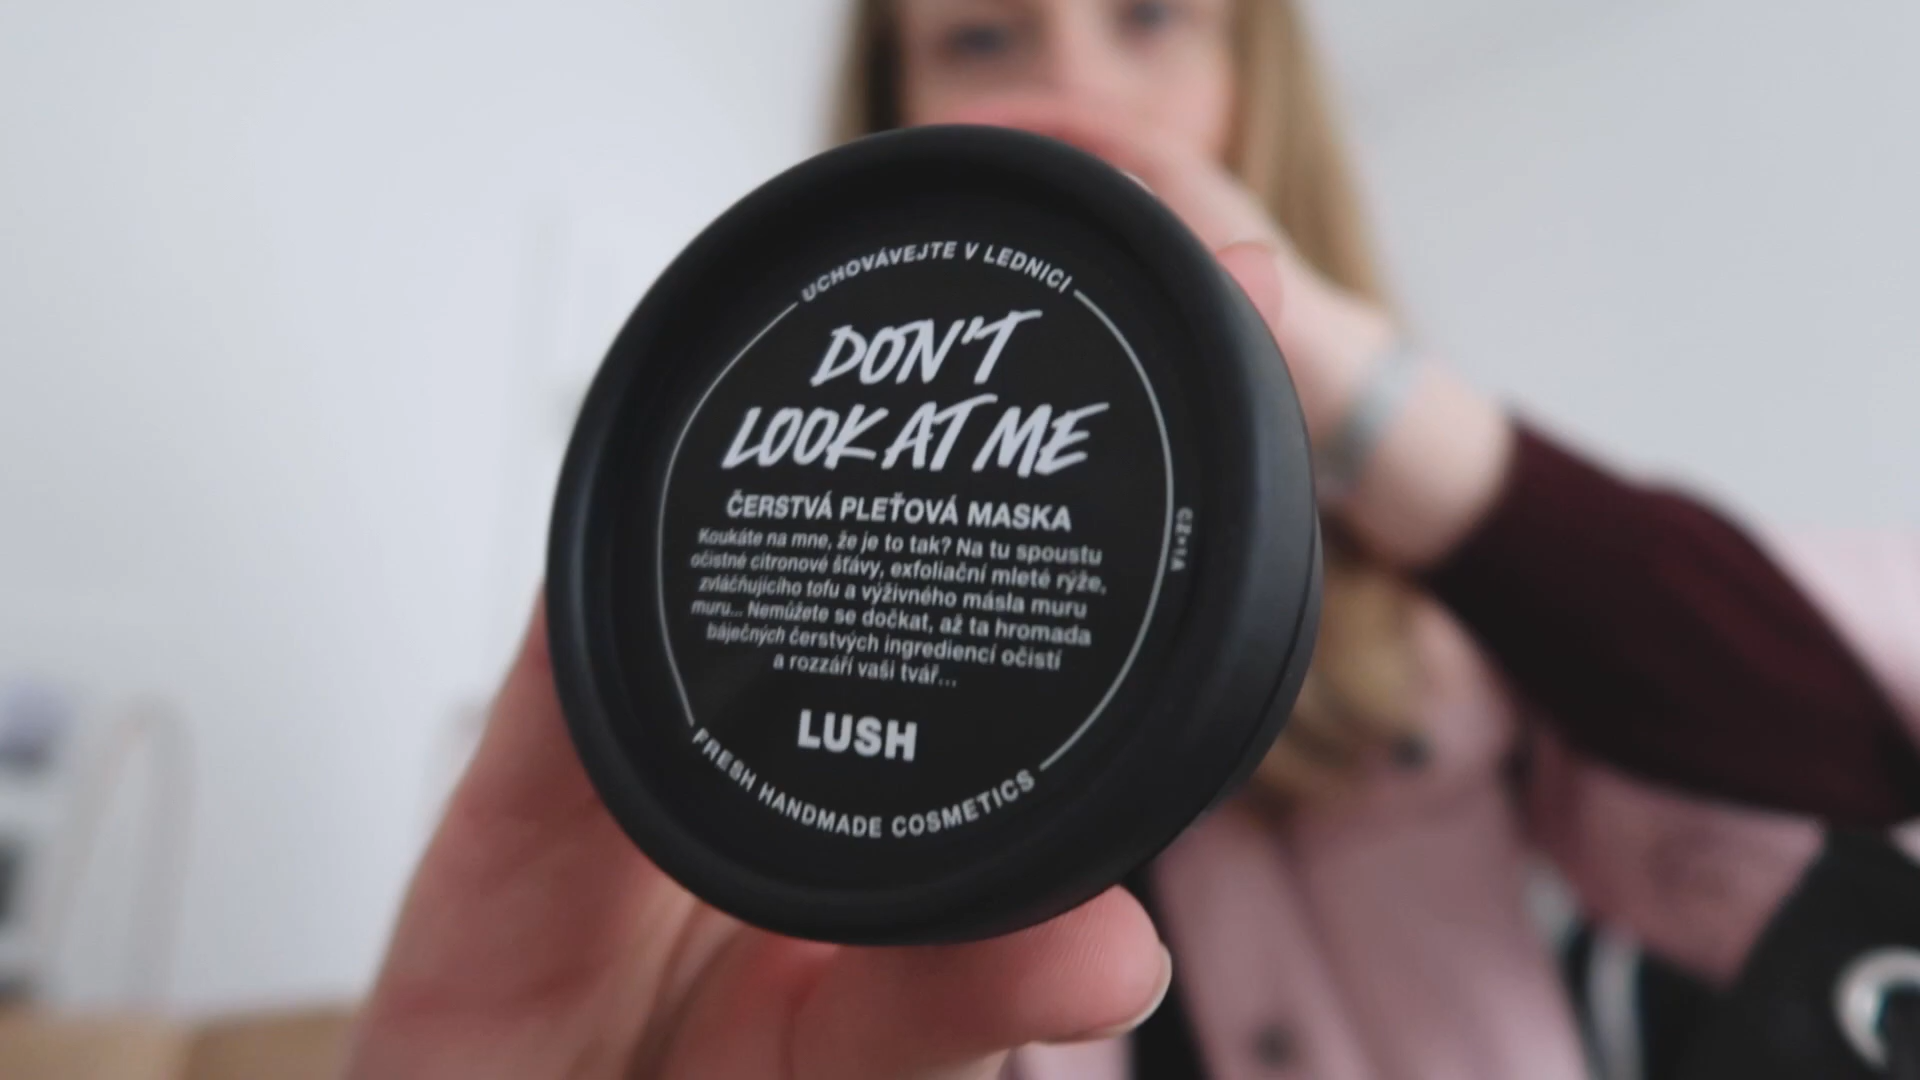 UCHOVÁVEJTE V LEDNICI
DON'T
LOOK AT ME
ČERSTVÁ PLEŤOVÁ MASKA
Koukáte na mne, že je to tak? Na tu spoustu
očistné citronové šťávy, exfoliační mleté rýže,
zvláčňujícího tofu a výživného másla muru
muru... Nemůžete se dočkat, až ta hromada
báječných čerstvých ingrediencí očistí
a rozzáří vaši tvář...
LUSH
FRESH HANDMADE COSMETICS